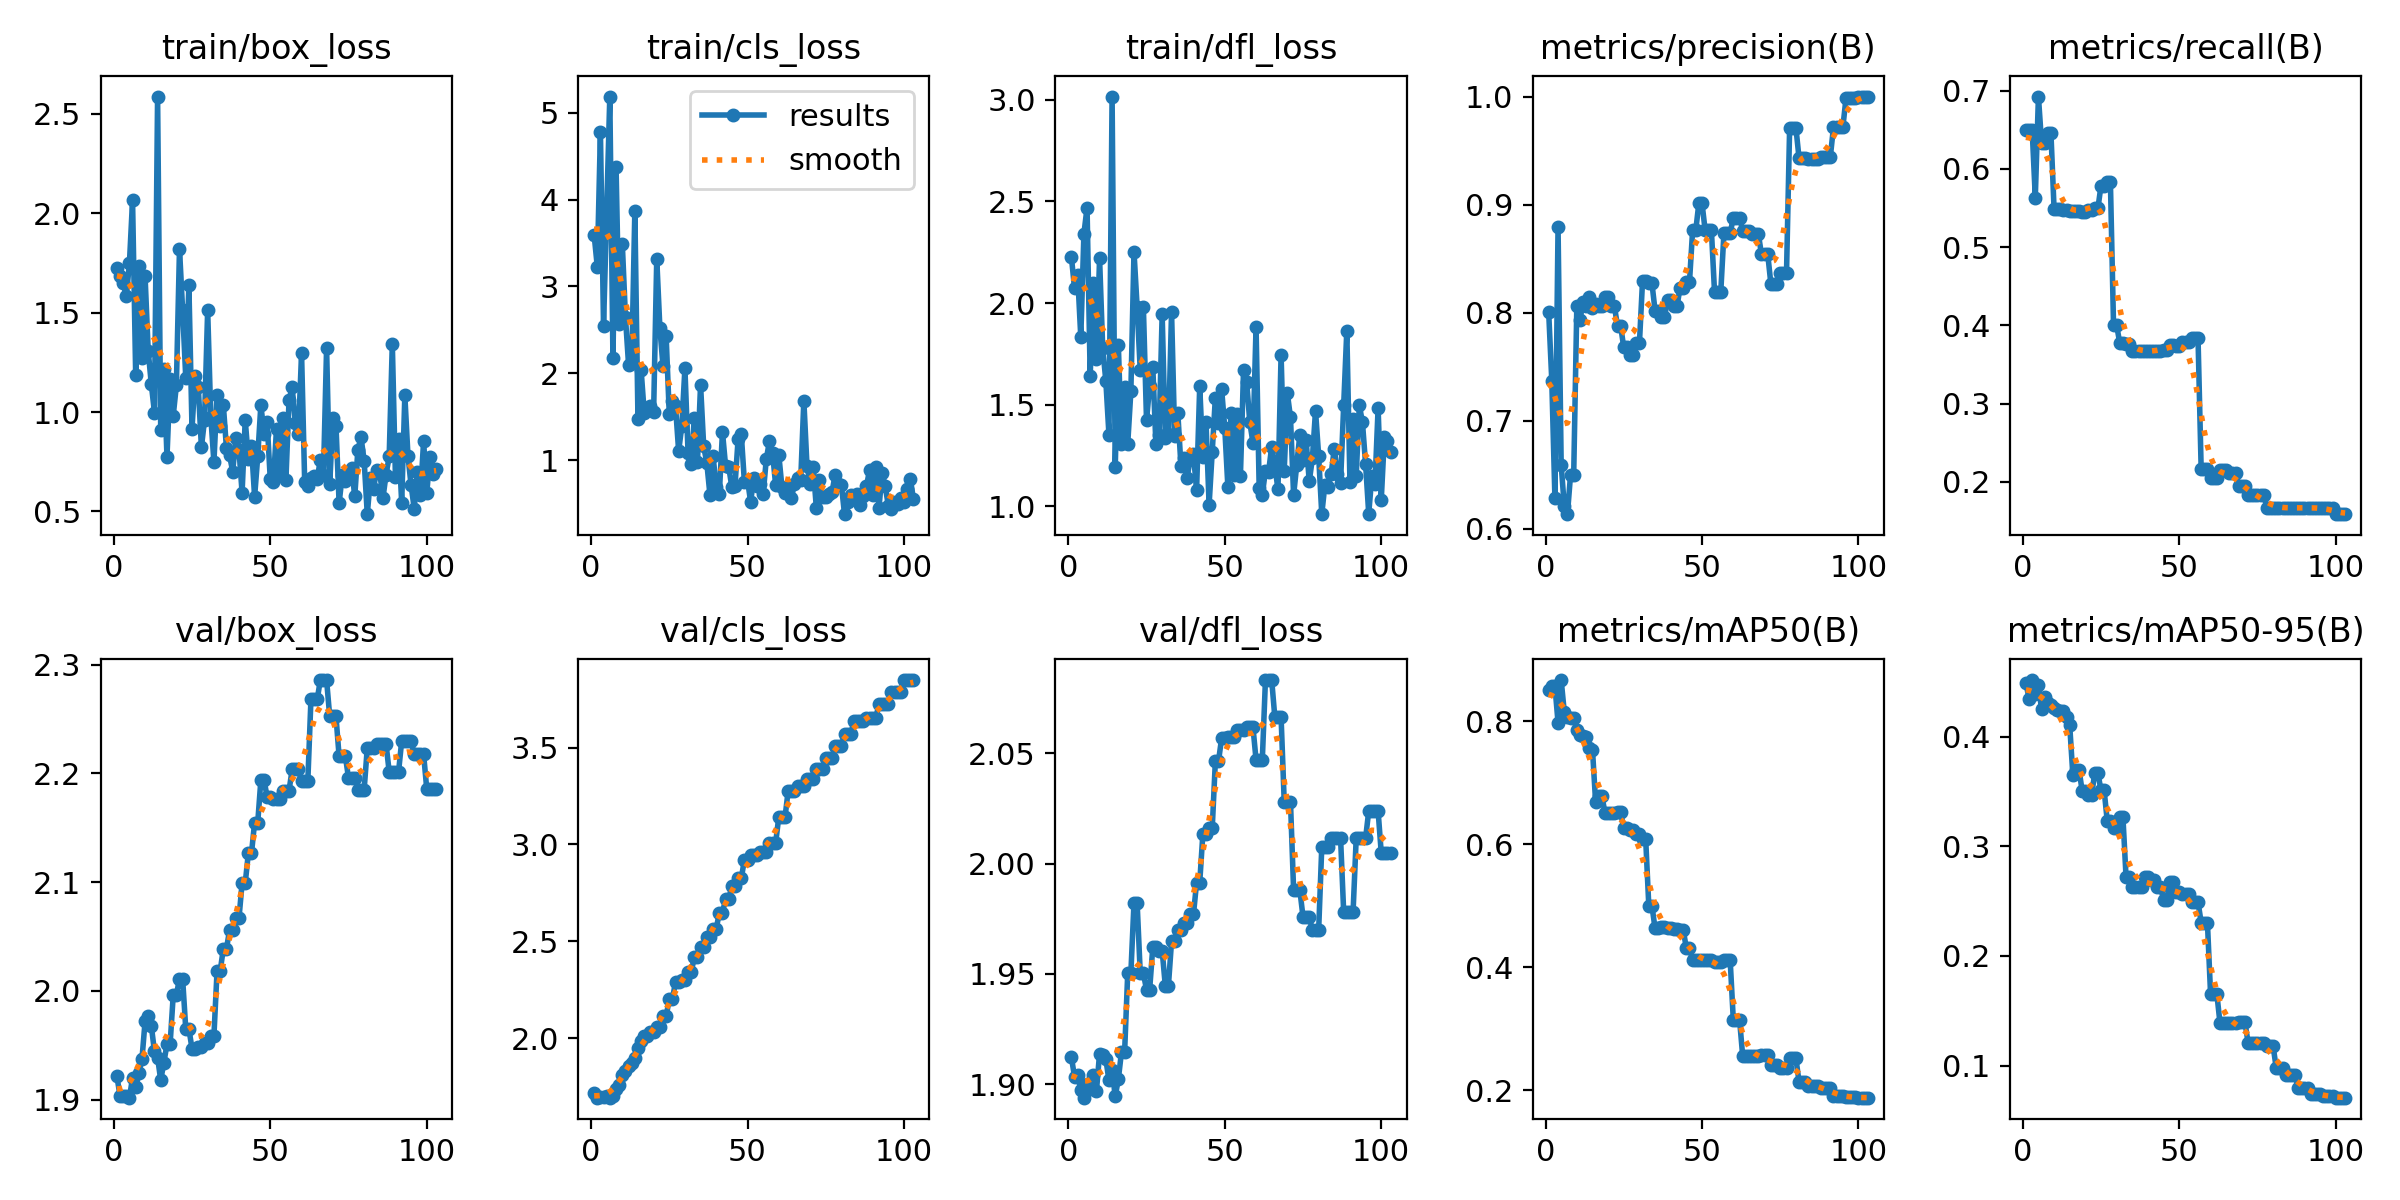 train/box_loss
train/cls_loss
train/dfl_loss
metrics/precision(B)
metrics/recall(B)
2.5
2.0
1.5
1.0
0.5
0 50 100
results
smooth
5
4
3
2
1
0 50 100
3.0
2.5
2.0
1.5
1.0
0 50 100
1.0
0.9
0.8
0.7
0.6
0 50 100
0.7
0.6
0.5
0.4
0.3
0.2
0 50 100
val/box_loss
val/cls_loss
val/dfl_loss
metrics/mAP50(B)
metrics/mAP50-95(B)
2.3
2.2
2.1
2.0
1.9
0 50 100
3.5
3.0
2.5
2.0
0 50 100
2.05
2.00
1.95
1.90
0 50 100
0.8
0.6
0.4
0.2
0 50 100
0.4
0.3
0.2
0.1
0 50 100